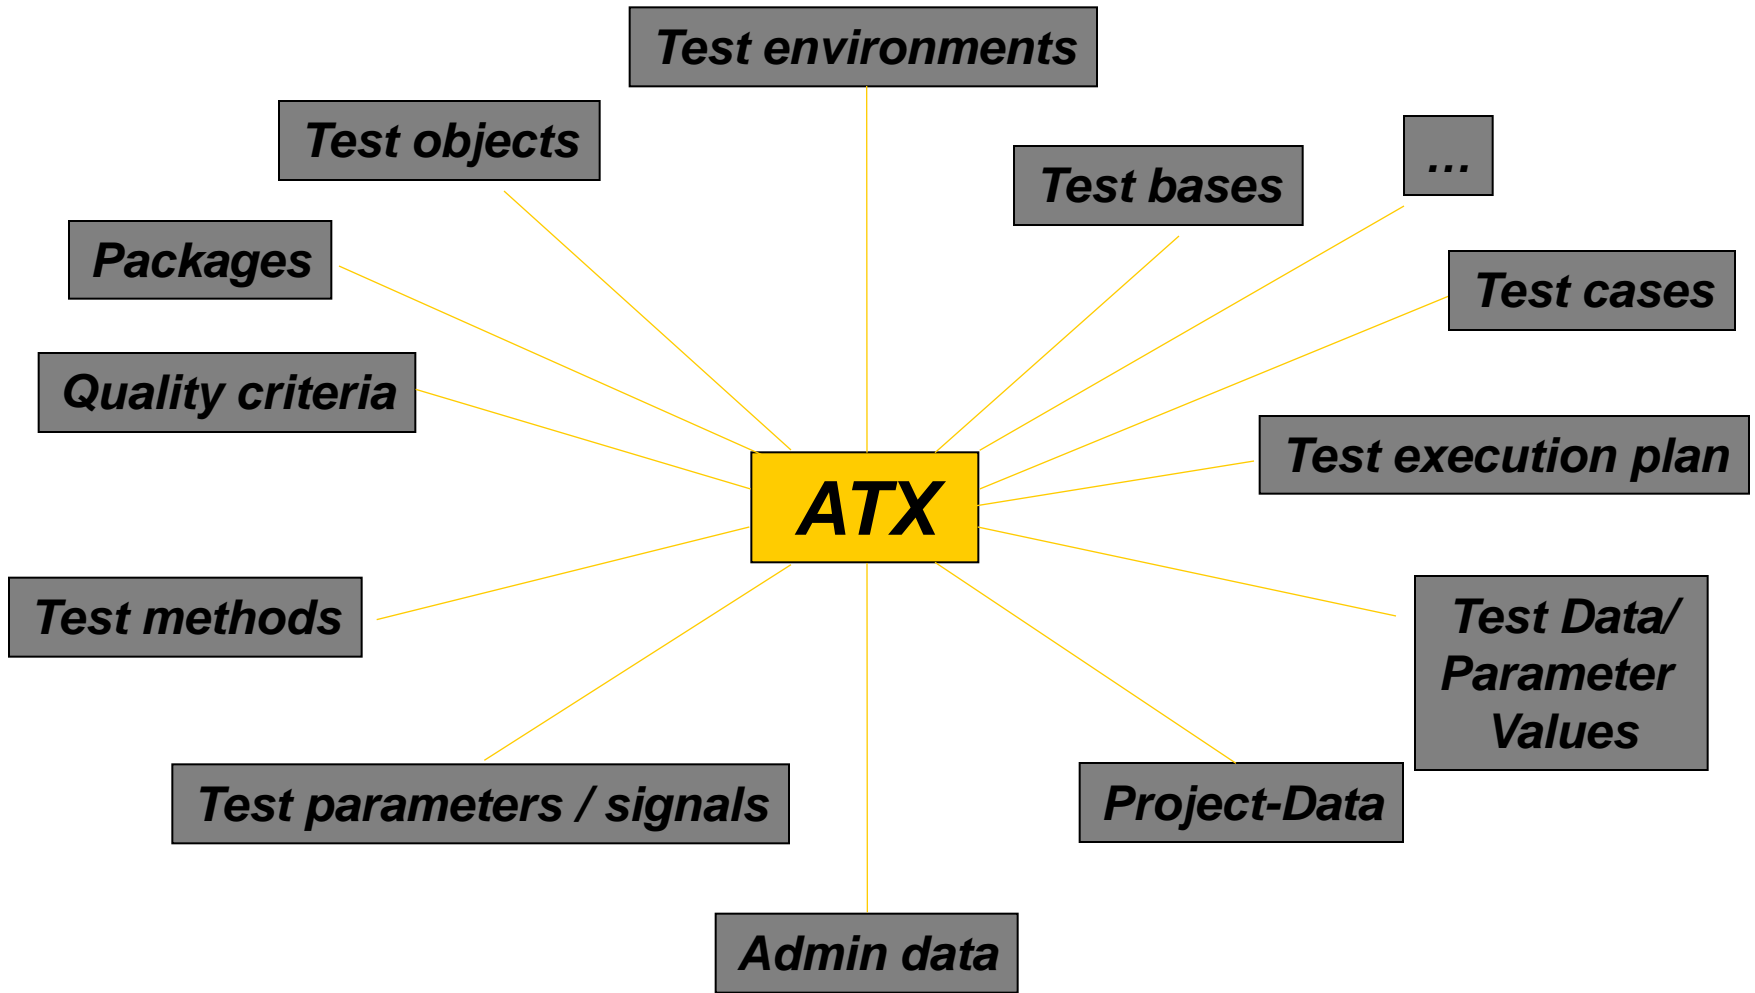 Test environments
Test objects
…
Test bases
Packages
Test cases
Quality criteria
Test execution plan
ATX
Test methods
Test Data/
Parameter
Values
Test parameters / signals
Project-Data
Admin data